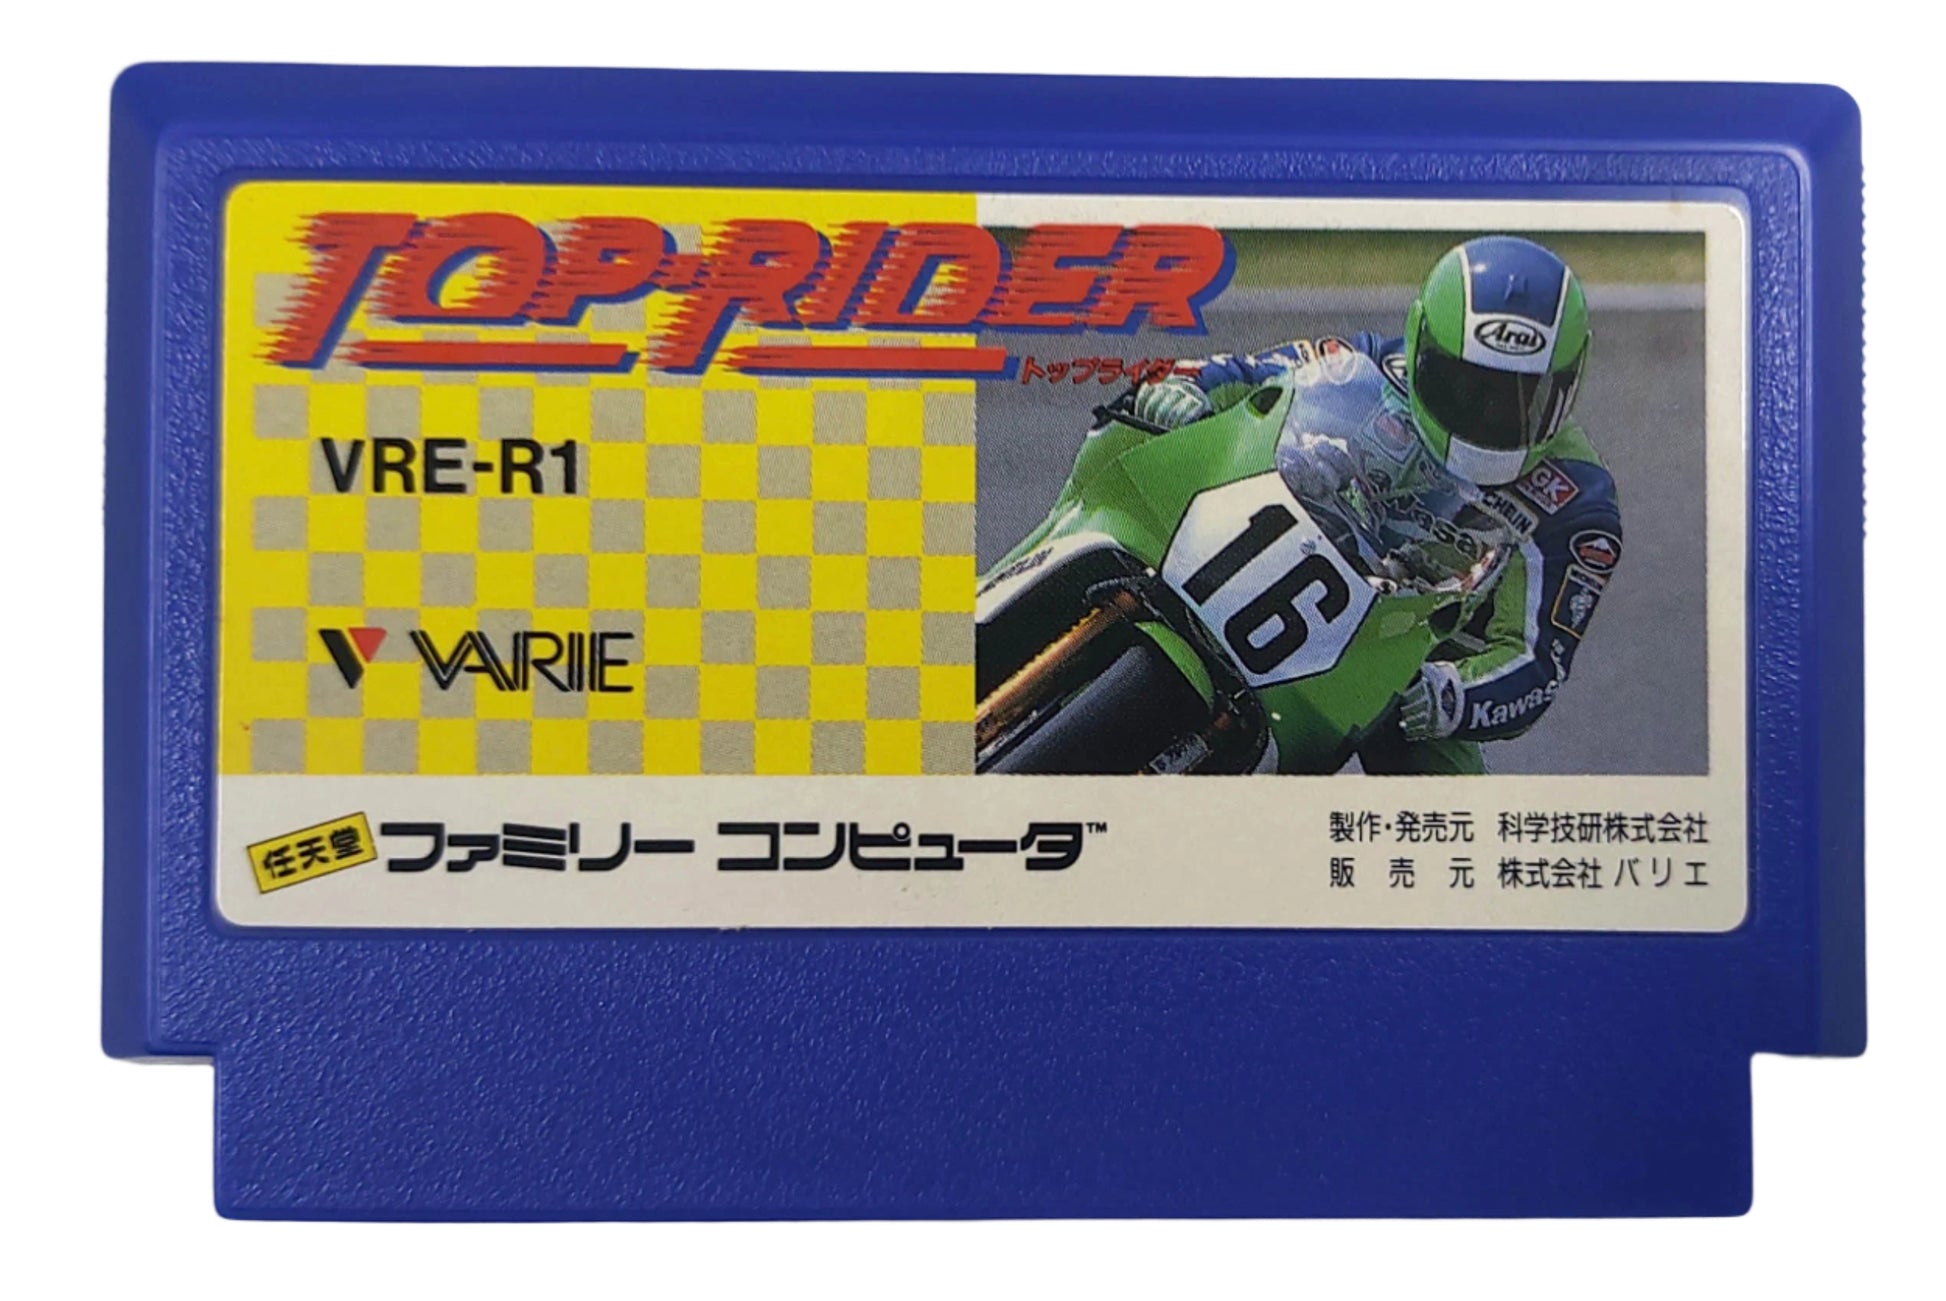 TOP RIDER
トップライダー
VRE-R1
VARIE
Arai
GK
16
Kawas
任天堂 ファミリー コンピュータ™
製作・発売元 科学技研株式会社
販売元 株式会社バリエ